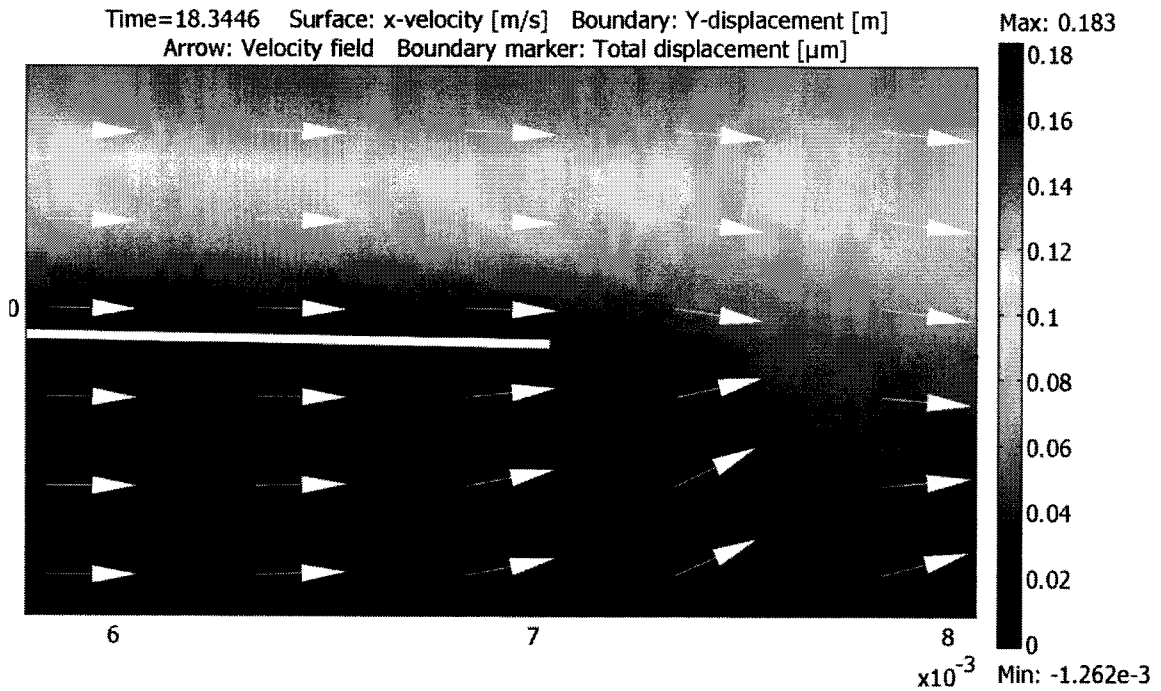 Time=18.3446 Surface: x-velocity [m/s] Boundary: Y-displacement [m]
Arrow: Velocity field Boundary marker: Total displacement [μm]
Max: 0.183
0.18
0.16
0.14
0.12
0.1
0.08
0.06
0.04
0.02
0
Min: -1.262e-3
0
6 7 8
x10-3